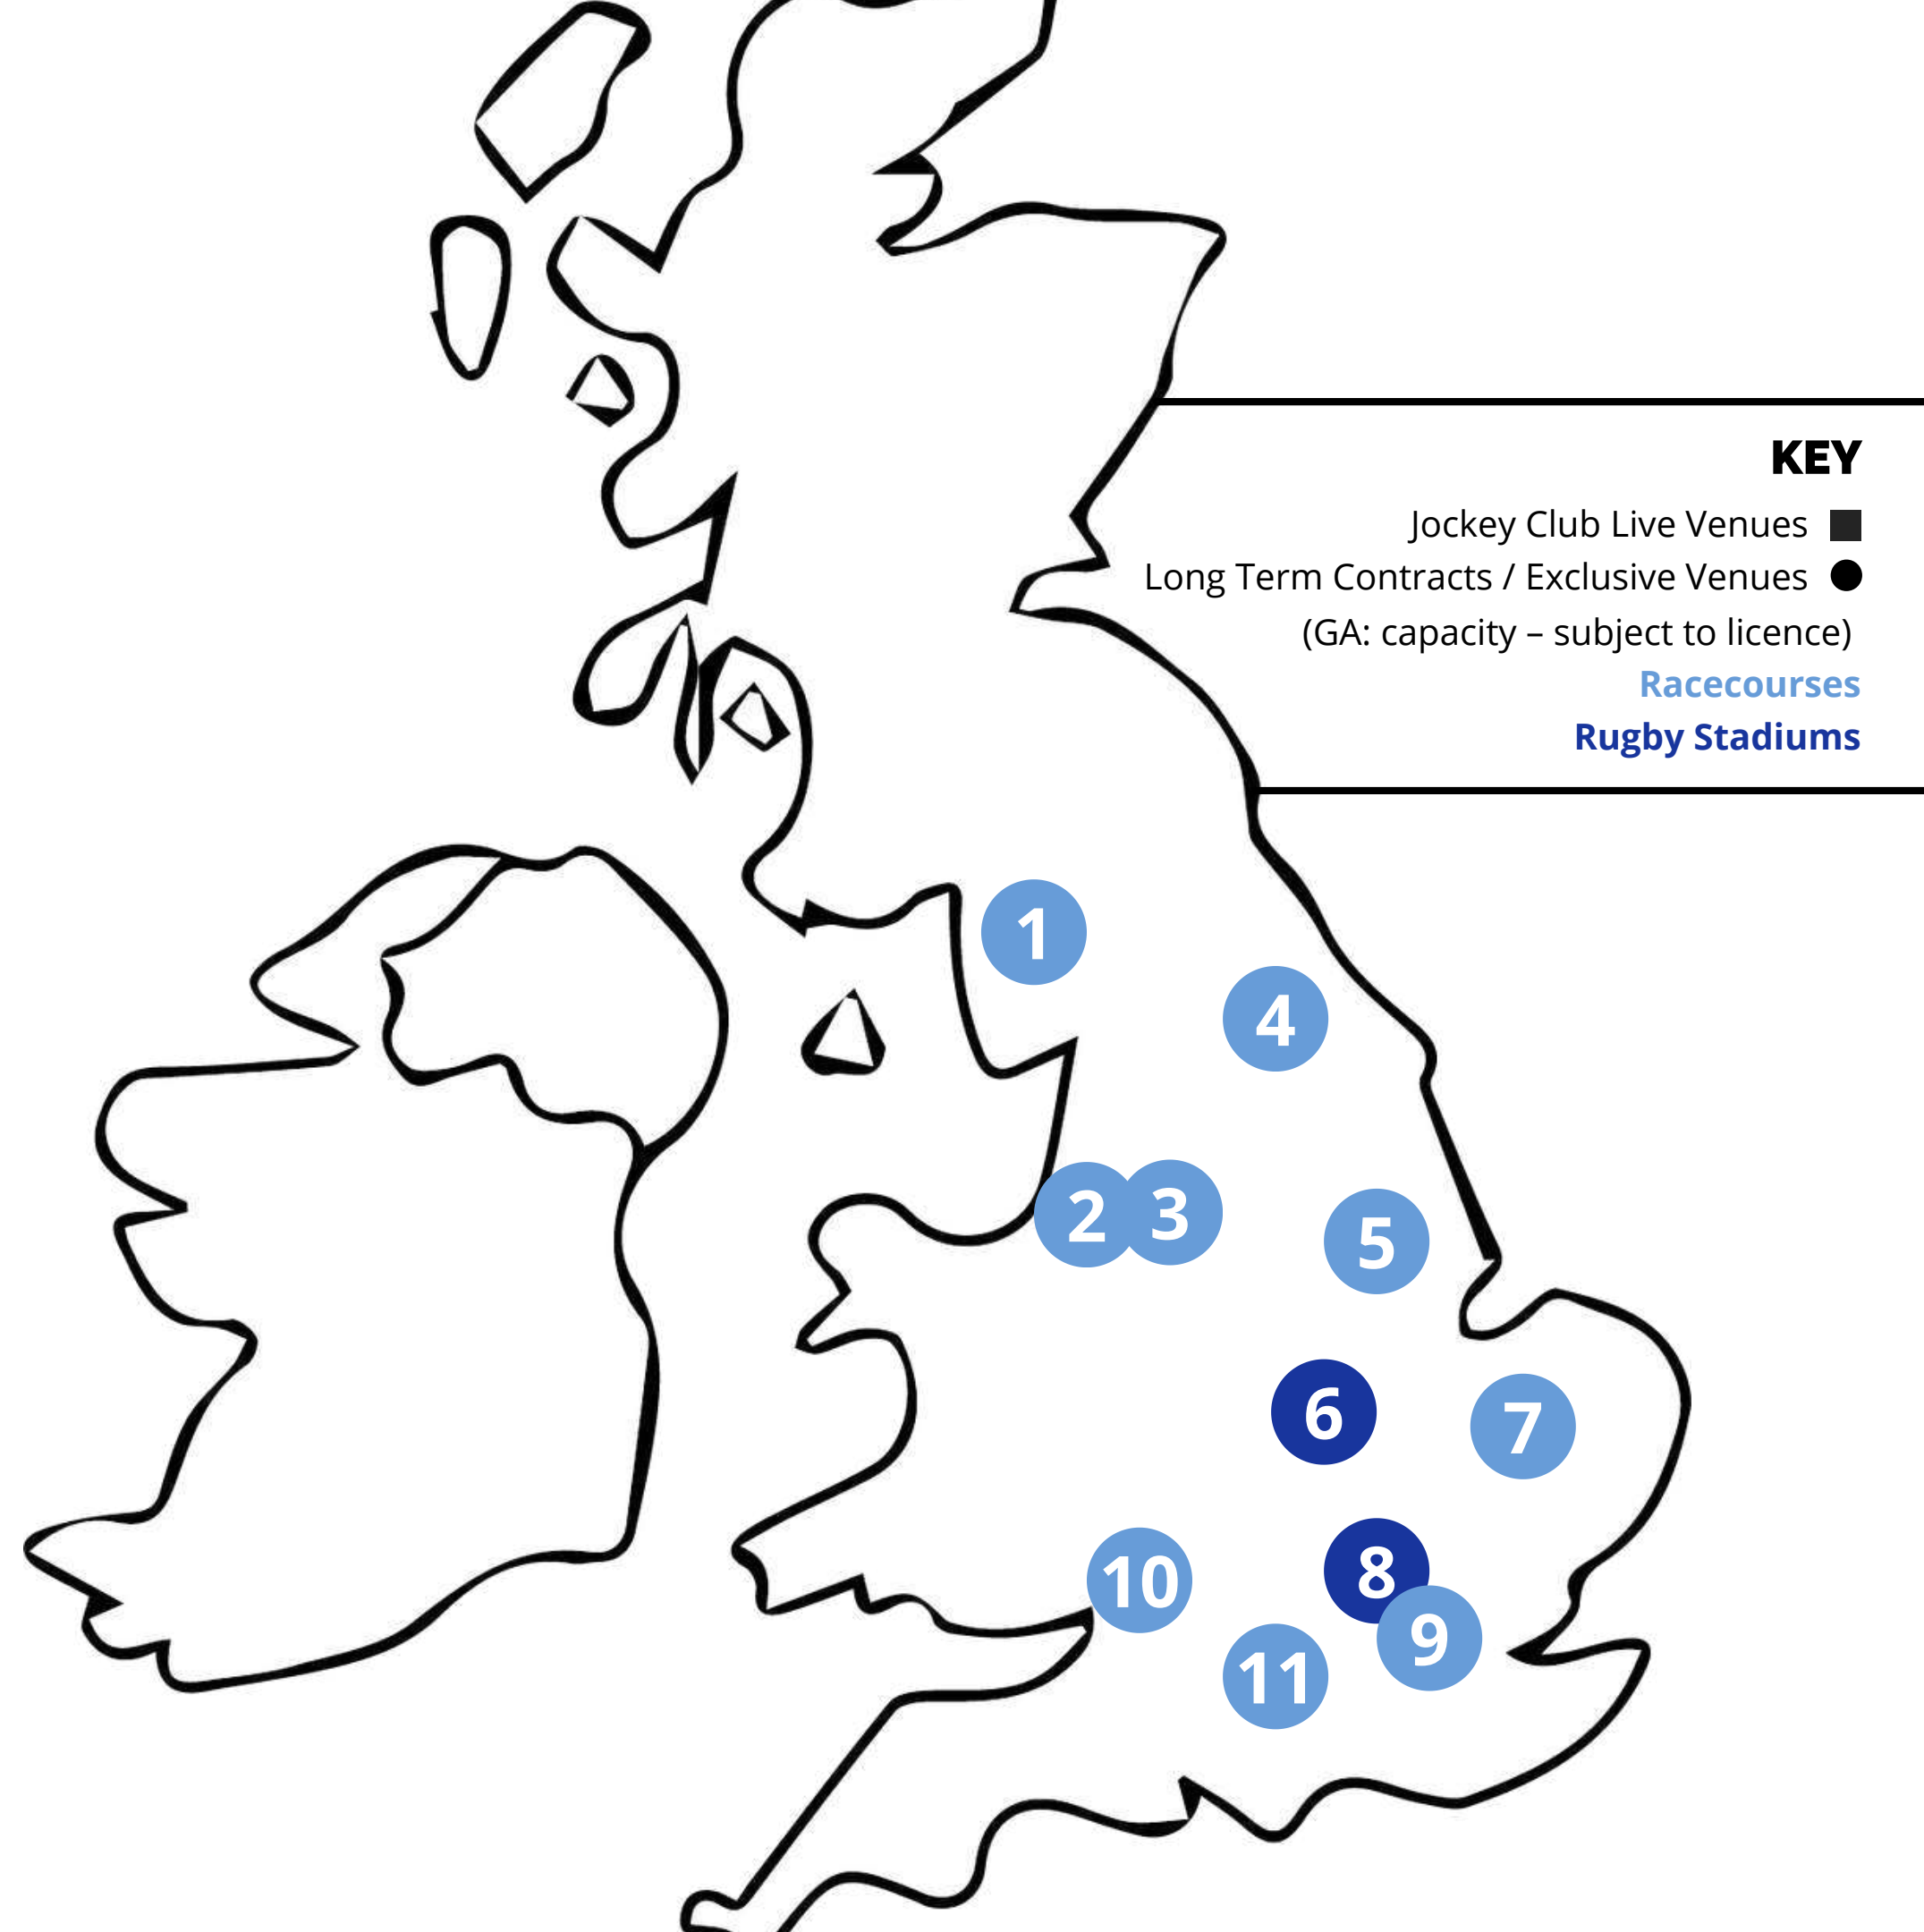 KEY
Jockey Club Live Venues
Long Term Contracts / Exclusive Venues
(GA: capacity – subject to licence)
Racecourses
Rugby Stadiums
1
4
2
3
5
6
7
10
8
9
11